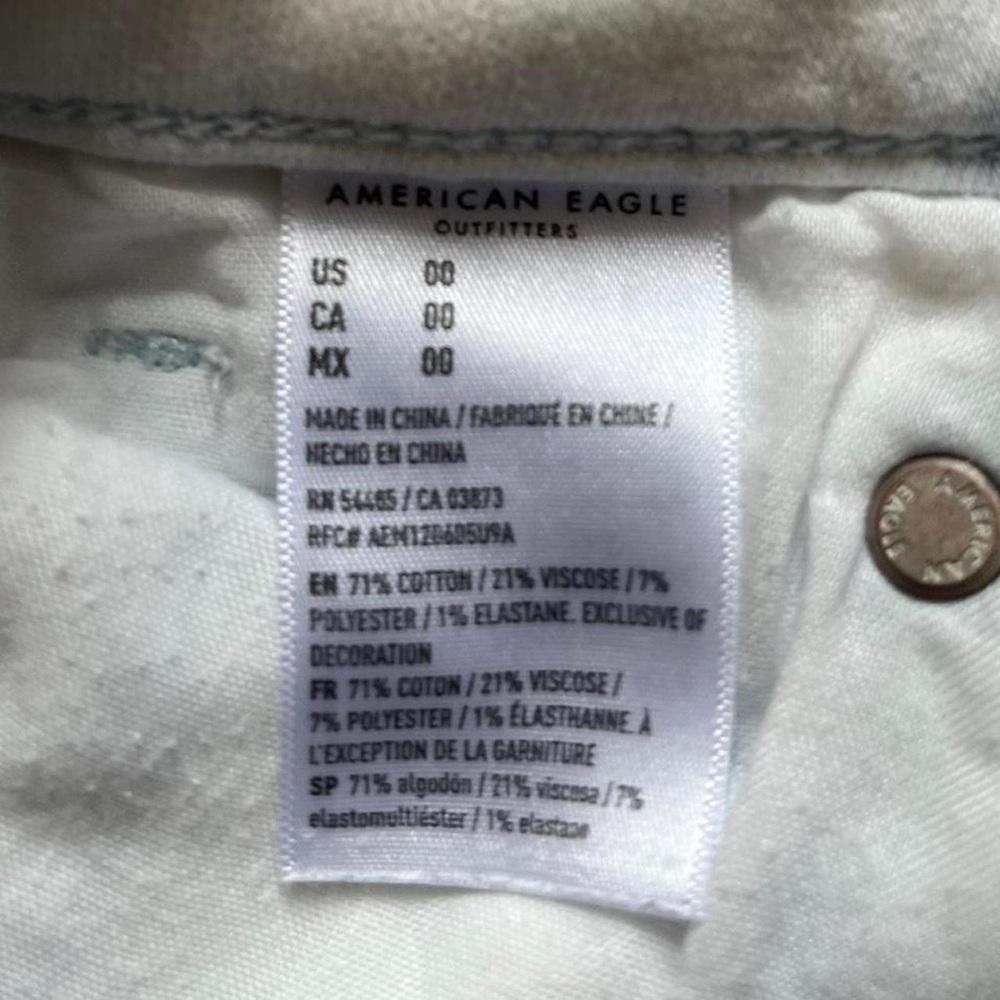 AMERICAN EAGLE
OUTFITTERS
US 00
CA 00
MX 00
MADE IN CHINA / FABRIQUÉ EN CHINE /
HECHO EN CHINA
RN 54485 / CA 03873
RFC# AEM120605U9A
EN 71% COTTON / 21% VISCOSE / 7%
POLYESTER / 1% ELASTANE. EXCLUSIVE OF
DECORATION
FR 71% COTON / 21% VISCOSE /
7% POLYESTER / 1% ÉLASTHANNE. À
L'EXCEPTION DE LA GARNITURE
SP 71% algodón / 21% viscosa / 7%
elastomultiéster / 1% elastane
AMERICAN EAGLE